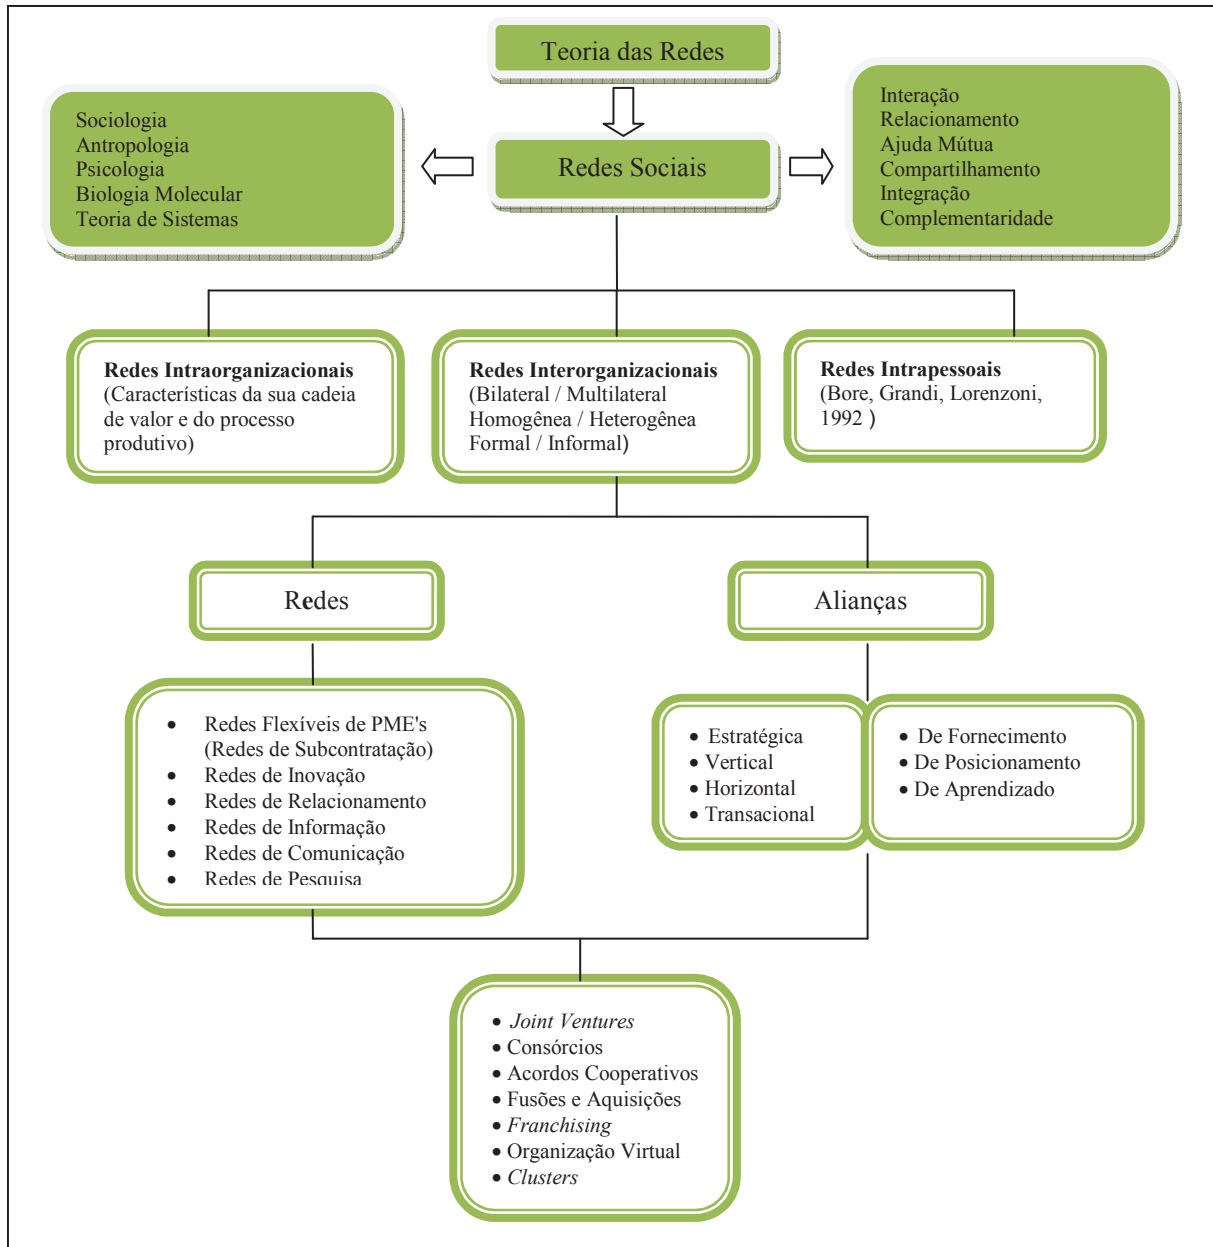 Teoria das Redes
Sociologia
Antropologia
Psicologia
Biologia Molecular
Teoria de Sistemas
Redes Sociais
Interação
Relacionamento
Ajuda Mútua
Compartilhamento
Integração
Complementaridade
Redes Intraorganizacionais
(Características da sua cadeia
de valor e do processo
produtivo)
Redes Interorganizacionais
(Bilateral / Multilateral
Homogênea / Heterogênea
Formal / Informal)
Redes Intrapessoais
(Bore, Grandi, Lorenzoni,
1992 )
Redes
Alianças
• Redes Flexíveis de PME's
(Redes de Subcontratação)
• Redes de Inovação
• Redes de Relacionamento
• Redes de Informação
• Redes de Comunicação
• Redes de Pesquisa
• Estratégica
• Vertical
• Horizontal
• Transacional
• De Fornecimento
• De Posicionamento
• De Aprendizado
• Joint Ventures
• Consórcios
• Acordos Cooperativos
• Fusões e Aquisições
• Franchising
• Organização Virtual
• Clusters